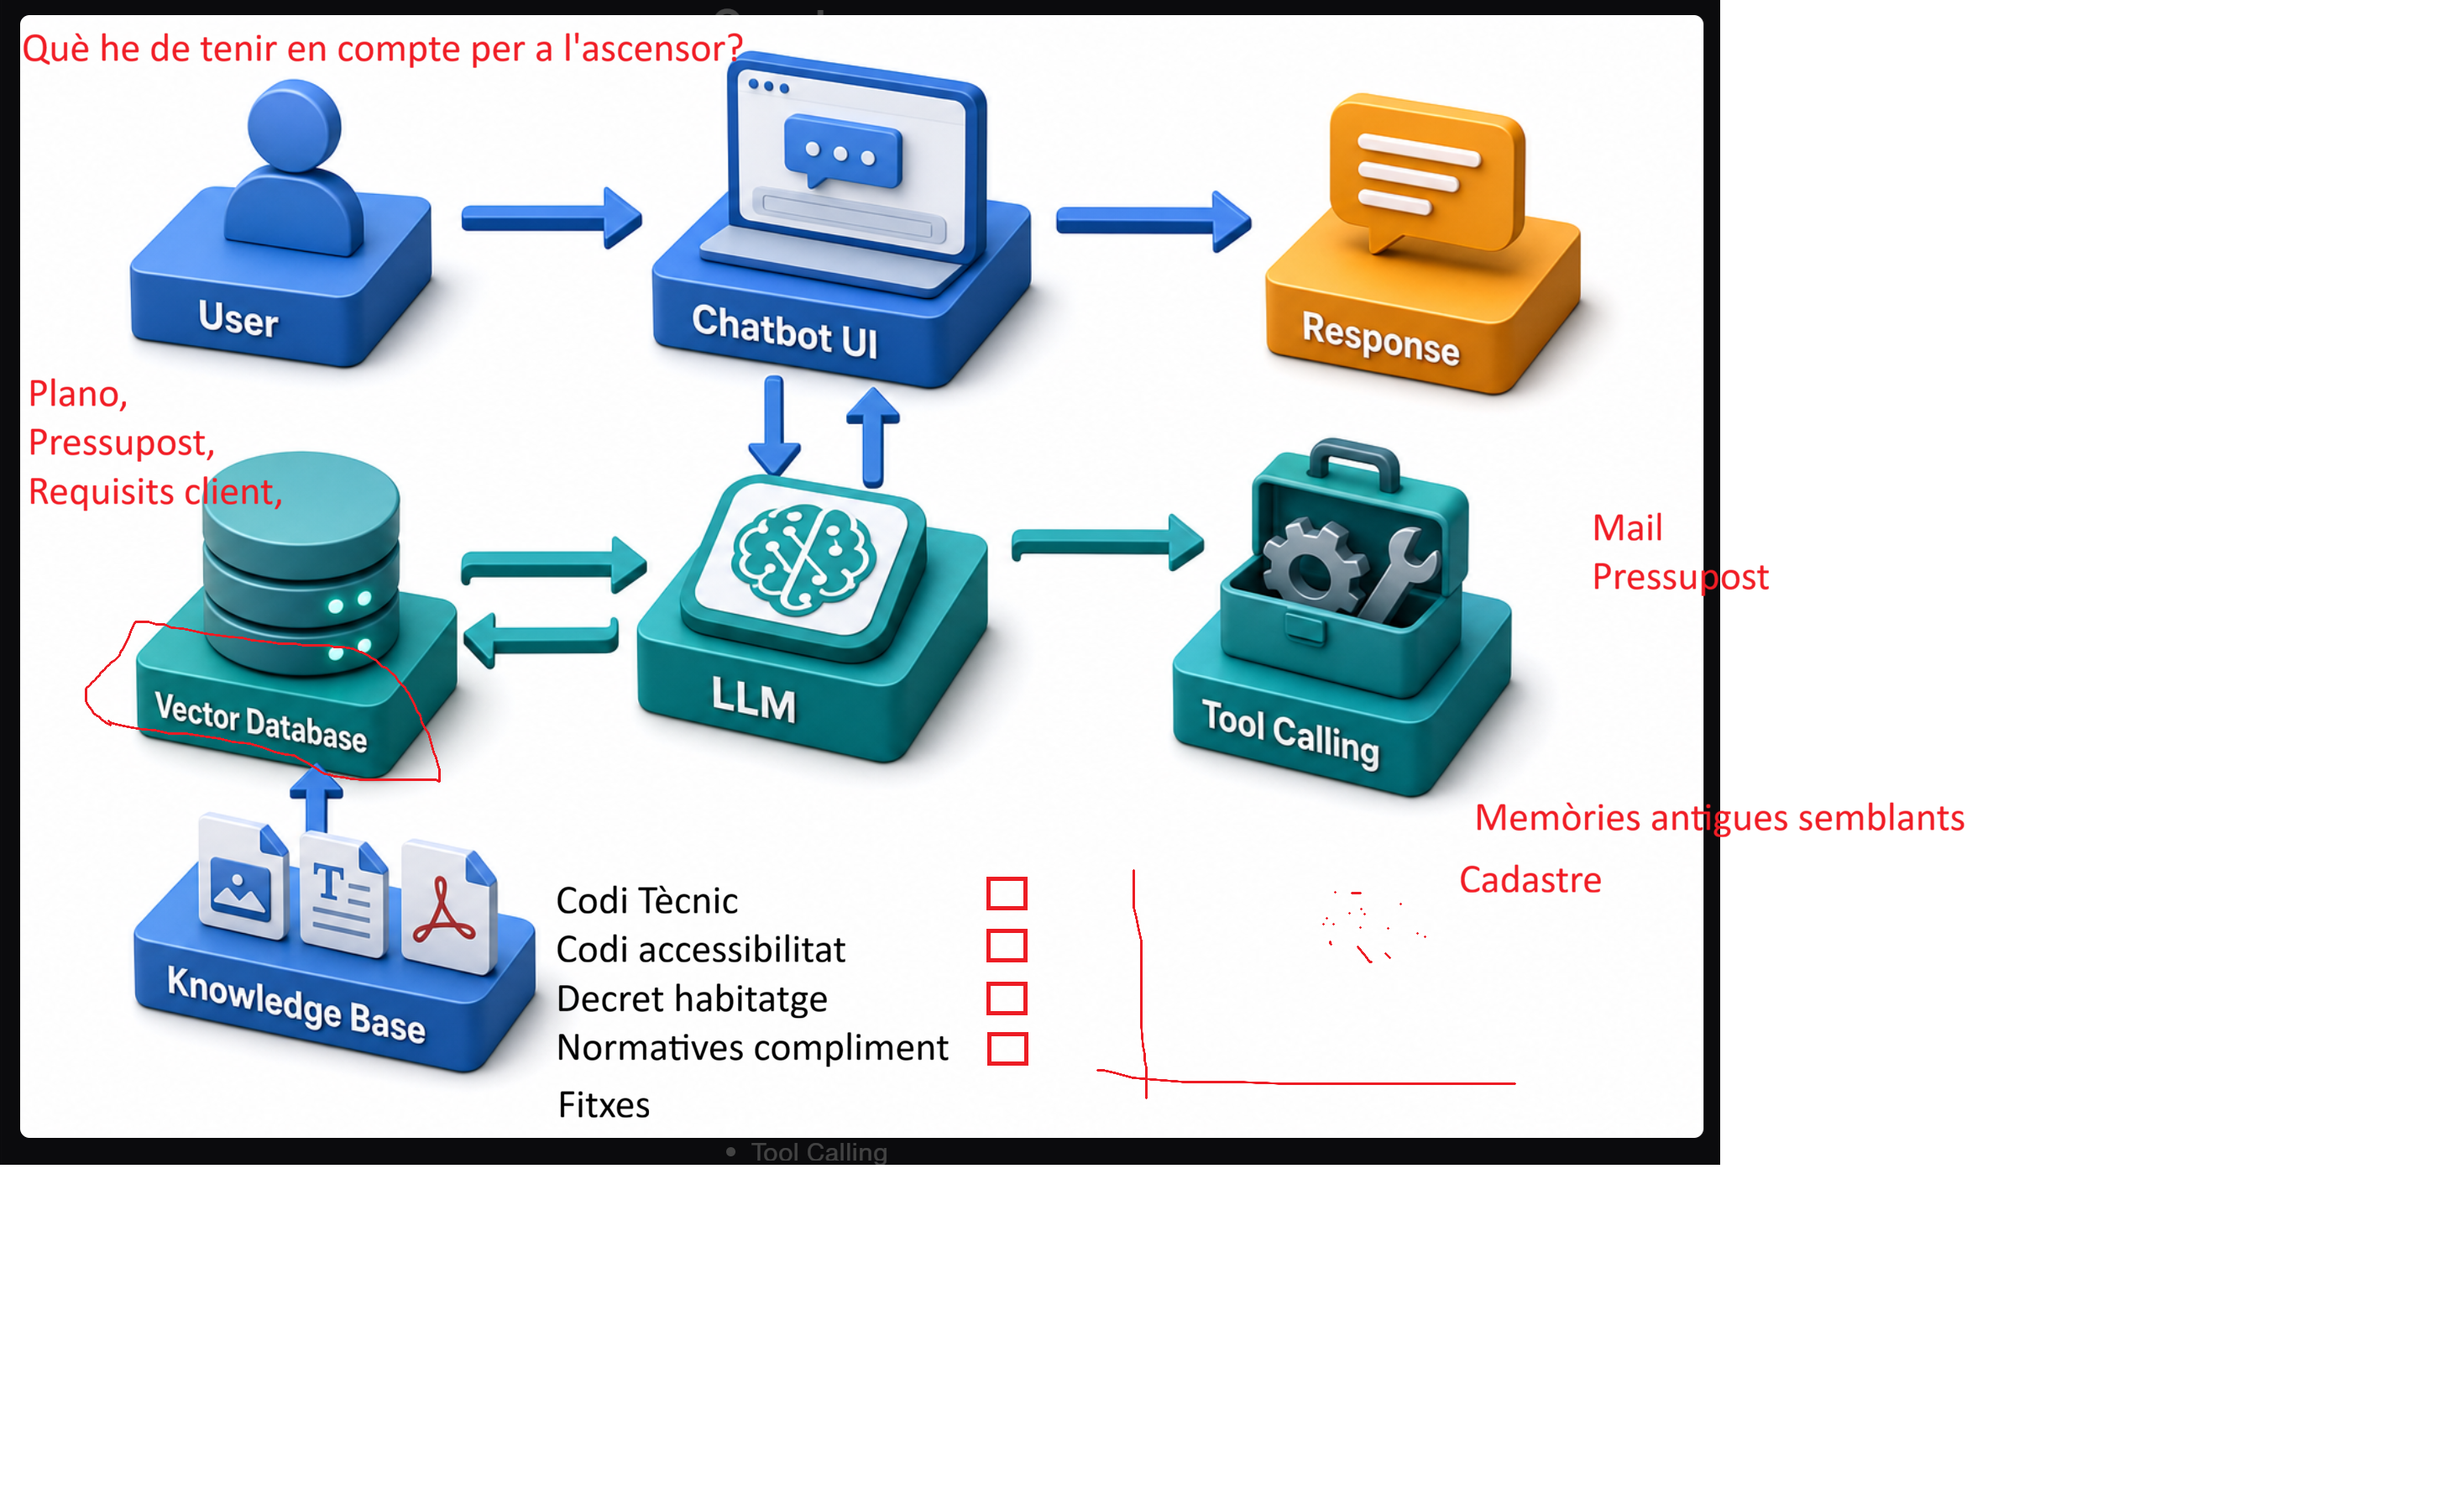 Què he de tenir en compte per a l'ascensor?
User
Chatbot UI
Response
Plano,
Pressupost,
Requisits client,
Mail
Pressupost
Vector Database
LLM
Tool Calling
Memòries antigues semblants
Cadastre
Knowledge Base
Codi Tècnic
Codi accessibilitat
Decret habitatge
Normatives compliment
Fitxes
• Tool Calling